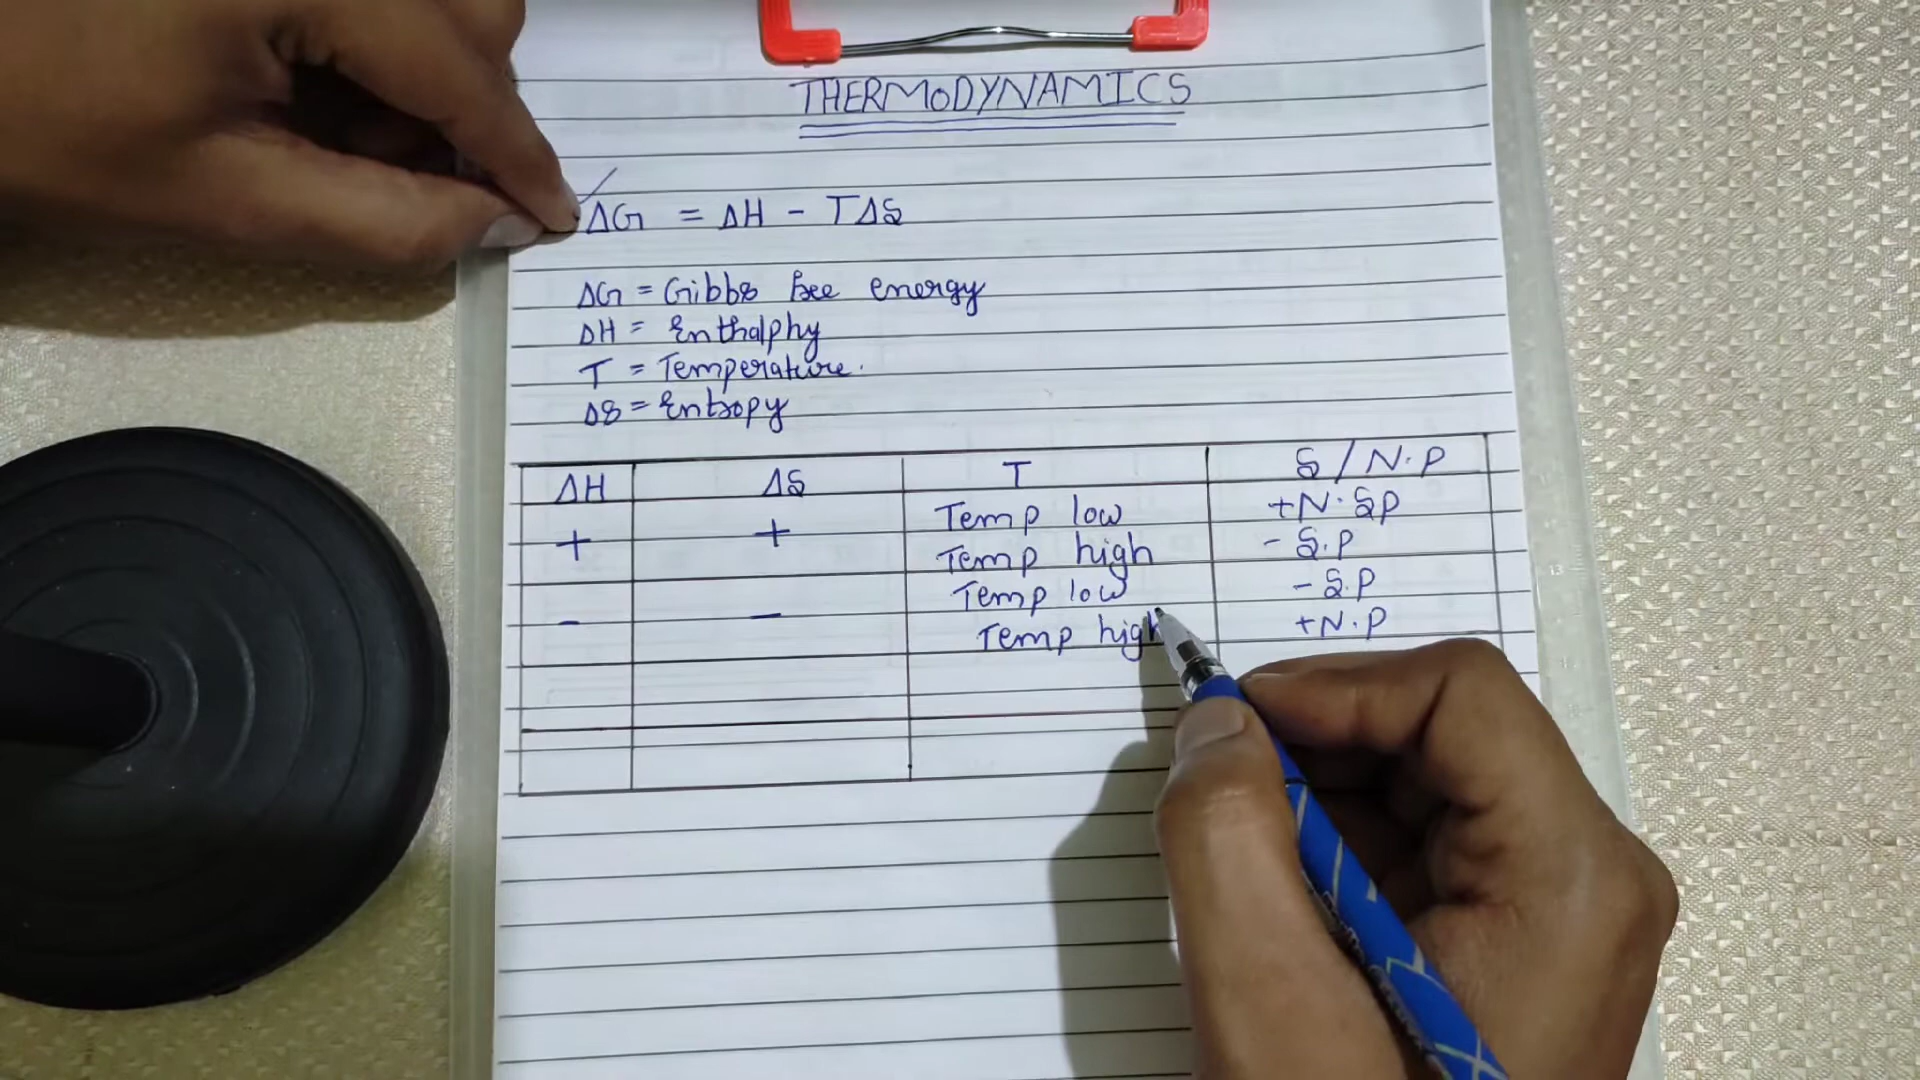 THERMODYNAMICS
ΔG = ΔH - TΔS
ΔG = Gibbs free energy
ΔH = Enthalphy
T = Temperature.
ΔS = Entropy
ΔH ΔS T S/N.P
+ + Temp low +N.SP
Temp high - S.P
- - Temp low - S.P
Temp high +N.P